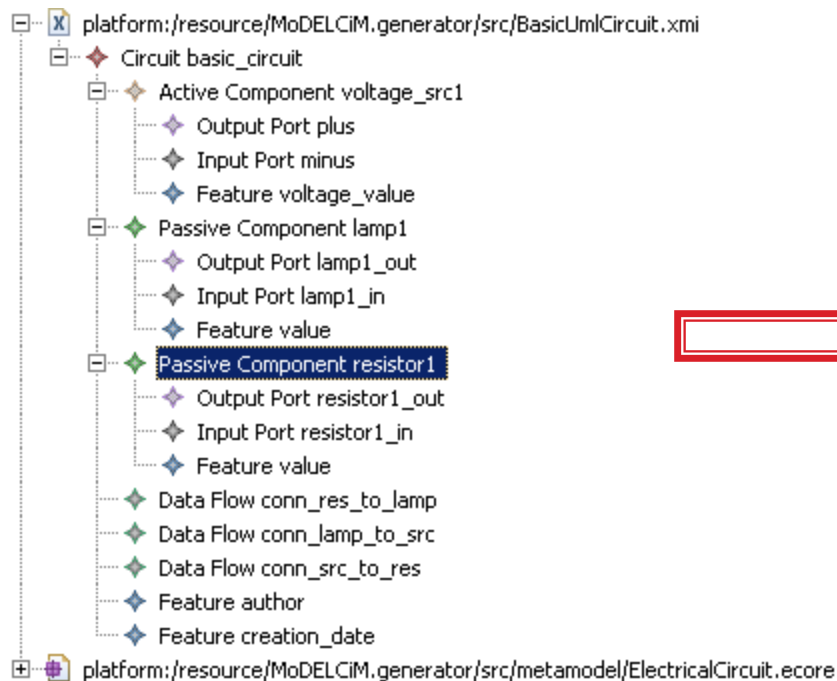 platform:/resource/MoDELCiM.generator/src/BasicUmlCircuit.xmi
Circuit basic_circuit
Active Component voltage_src1
Output Port plus
Input Port minus
Feature voltage_value
Passive Component lamp1
Output Port lamp1_out
Input Port lamp1_in
Feature value
Passive Component resistor1
Output Port resistor1_out
Input Port resistor1_in
Feature value
Data Flow conn_res_to_lamp
Data Flow conn_lamp_to_src
Data Flow conn_src_to_res
Feature author
Feature creation_date
platform:/resource/MoDELCiM.generator/src/metamodel/ElectricalCircuit.ecore